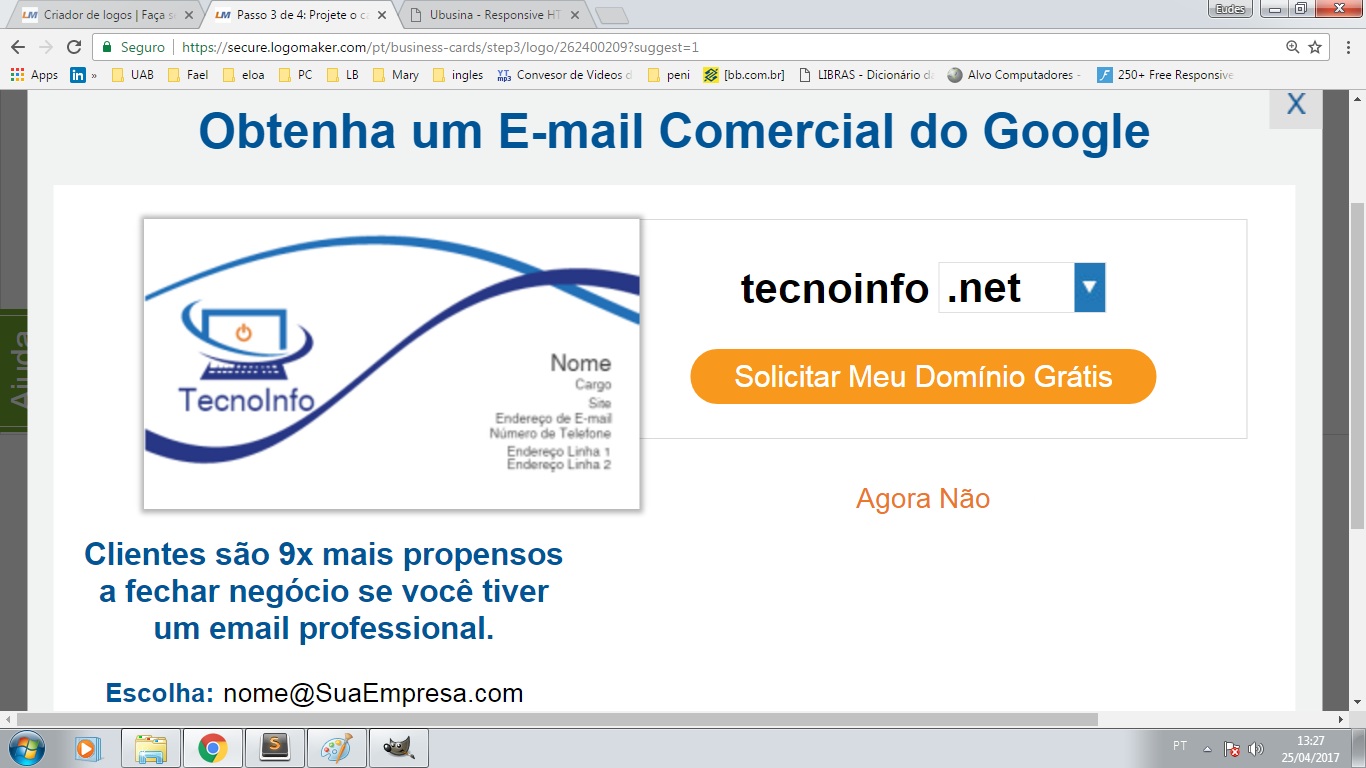 Criador de logos | Faça s
Passo 3 de 4: Projete o c
Ubusina - Responsive HT
Eudes
Seguro
https://secure.logomaker.com/pt/business-cards/step3/logo/262400209?suggest=1
Apps
in
»
UAB
Fael
eloa
PC
LB
Mary
ingles
Convesor de Videos d
peni
[bb.com.br]
LIBRAS - Dicionário da
Alvo Computadores -
250+ Free Responsive
X
Obtenha um E-mail Comercial do Google
Ajuda
TecnoInfo
Nome
Cargo
Site
Endereço de E-mail
Número de Telefone
Endereço Linha 1
Endereço Linha 2
tecnoinfo .net
Solicitar Meu Domínio Grátis
Agora Não
Clientes são 9x mais propensos
a fechar negócio se você tiver
um email professional.
Escolha: nome@SuaEmpresa.com
PT
13:27
25/04/2017